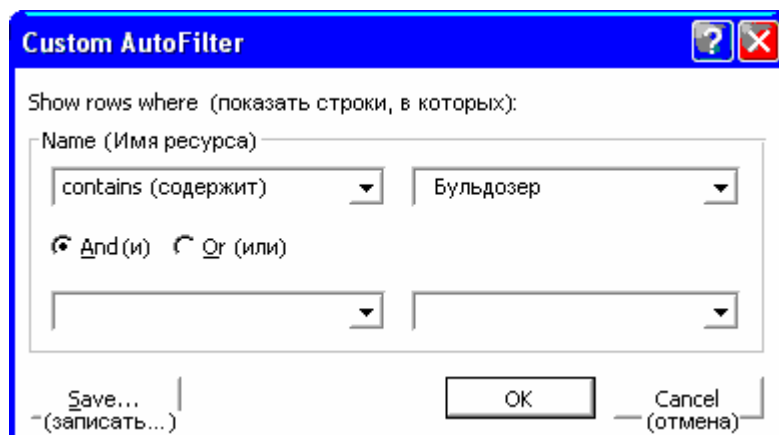 Custom AutoFilter
Show rows where (показать строки, в которых):
Name (Имя ресурса)
contains (содержит) Бульдозер
And (и) Or (или)
Save... OK Cancel
(записать...) (отмена)